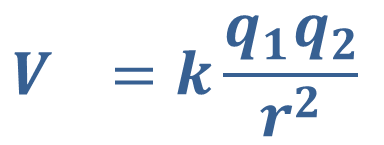 V = k q₁q₂ / r²